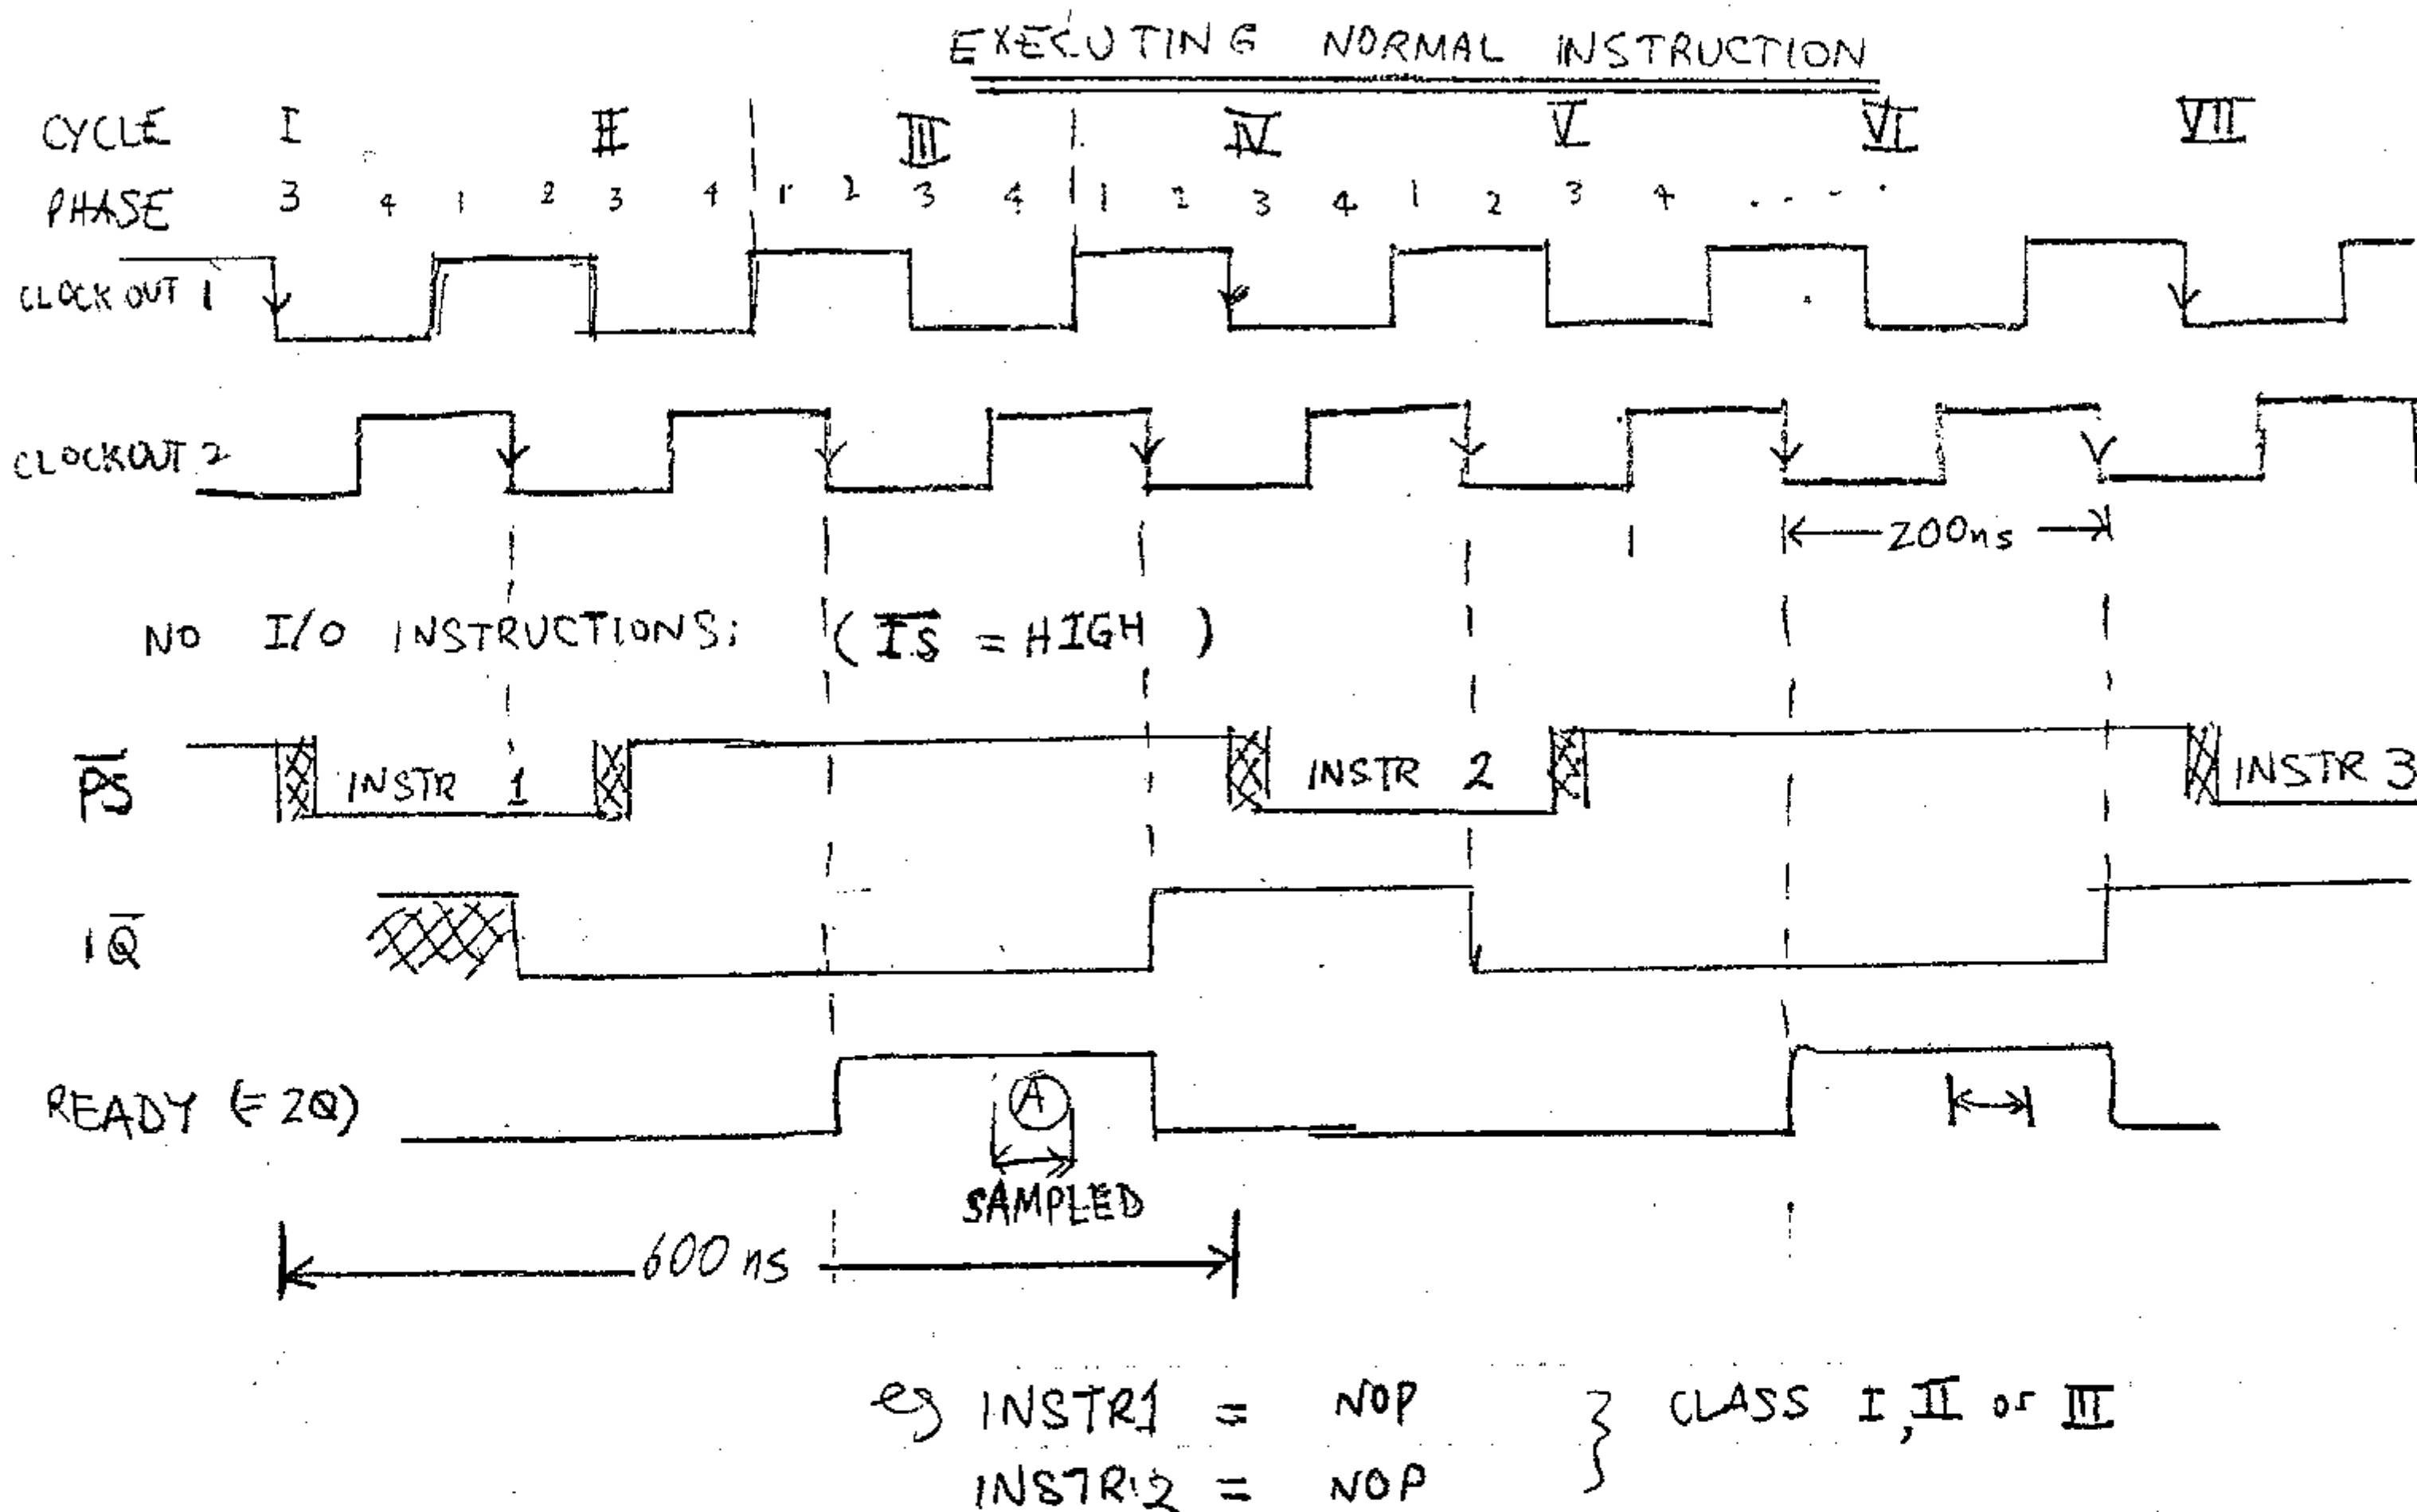 EXECUTING NORMAL INSTRUCTION
CYCLE I II III IV V VI VII
PHASE 3 4 1 2 3 4 1 2 3 4 1 2 3 4 1 2 3 4 . - - .
CLOCK OUT 1
CLOCKOUT 2
200ns
NO I/O INSTRUCTIONS: (I̅S̅ = HIGH )
P̅S̅ INSTR 1 INSTR 2 INSTR 3
1Q̅
READY (= 2Q) A
SAMPLED
600 ns
eg INSTR1 = NOP } CLASS I, II or III
INSTR2 = NOP